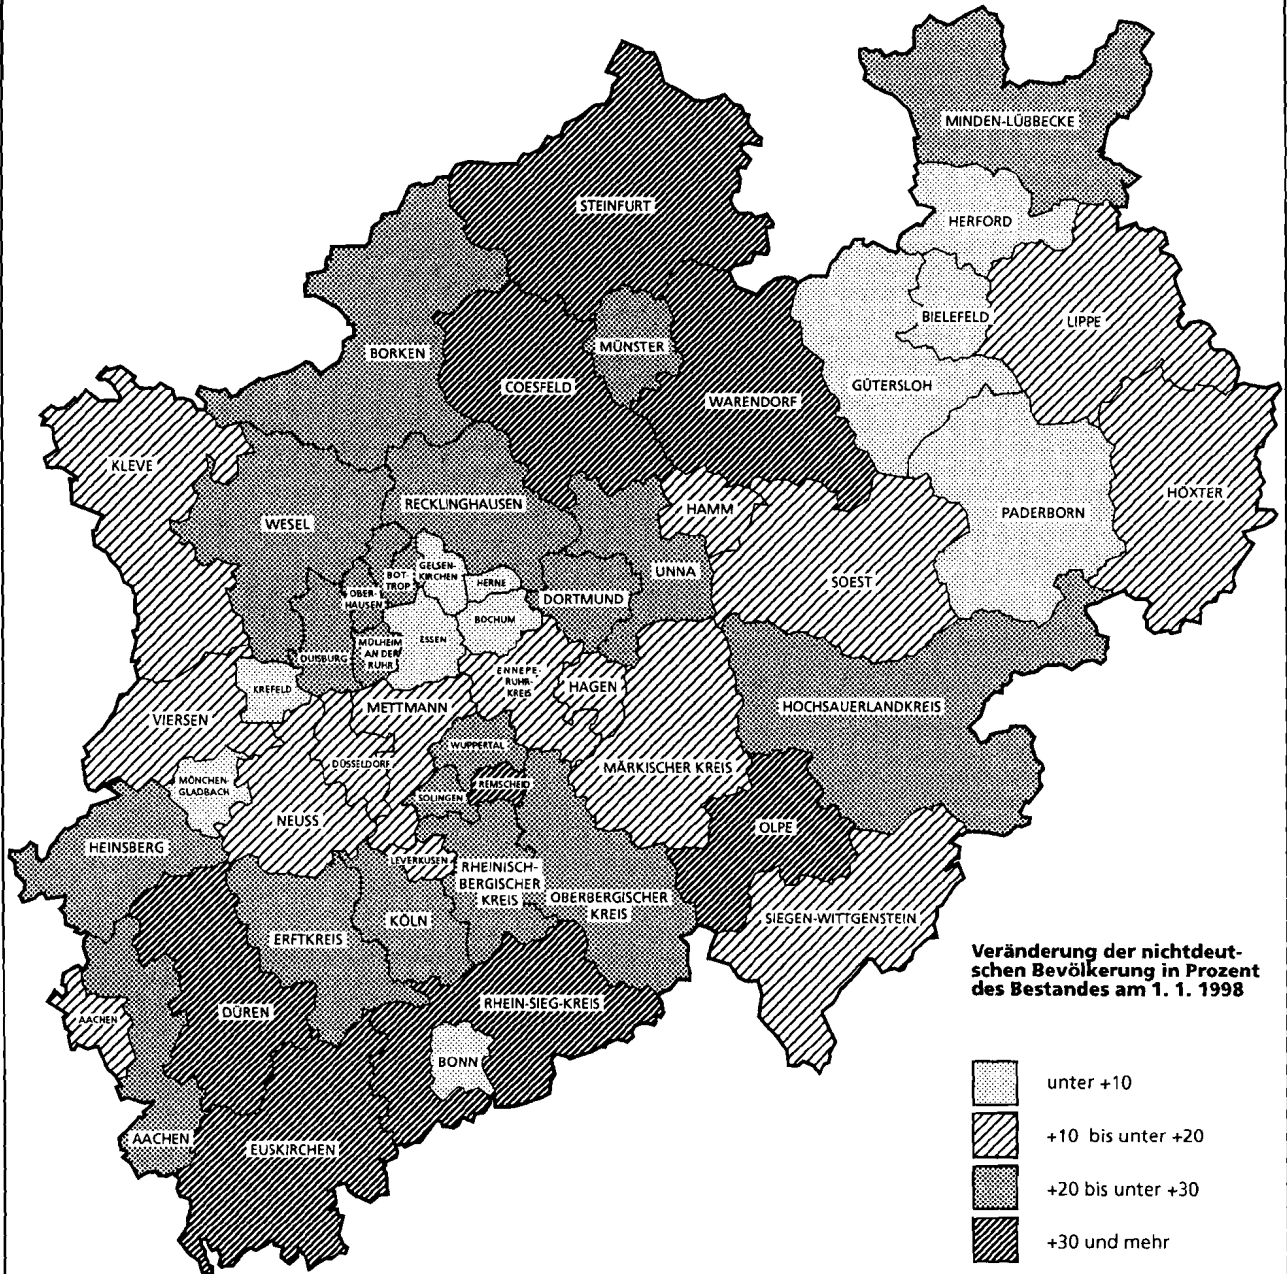 MINDEN-LÜBBECKE
STEINFURT
HERFORD
BIELEFELD
LIPPE
MÜNSTER
BORKEN
COESFELD
GÜTERSLOH
WARENDORF
KLEVE
HÖXTER
RECKLINGHAUSEN
WESEL
HAMM
PADERBORN
GELSEN-
KIRCHEN
BOT-
TROP
HERNE
UNNA
SOEST
OBER-
HAUSEN
DORTMUND
BOCHUM
ESSEN
MÜLHEIM
AN DER
RUHR
DUISBURG
KREFELD
ENNEPE-
RUHR-
KREIS
HAGEN
METTMANN
HOCHSAUERLANDKREIS
VIERSEN
WUPPERTAL
DÜSSELDORF
MÄRKISCHER KREIS
MÖNCHEN-
GLADBACH
REMSCHEID
SOLINGEN
NEUSS
OLPE
HEINSBERG
LEVERKUSEN
RHEINISCH-
BERGISCHER
KREIS
OBERBERGISCHER
KREIS
KÖLN
SIEGEN-WITTGENSTEIN
ERFTKREIS
RHEIN-SIEG-KREIS
DÜREN
AACHEN
BONN
AACHEN
EUSKIRCHEN
Veränderung der nichtdeut-
schen Bevölkerung in Prozent
des Bestandes am 1. 1. 1998
unter +10
+10 bis unter +20
+20 bis unter +30
+30 und mehr